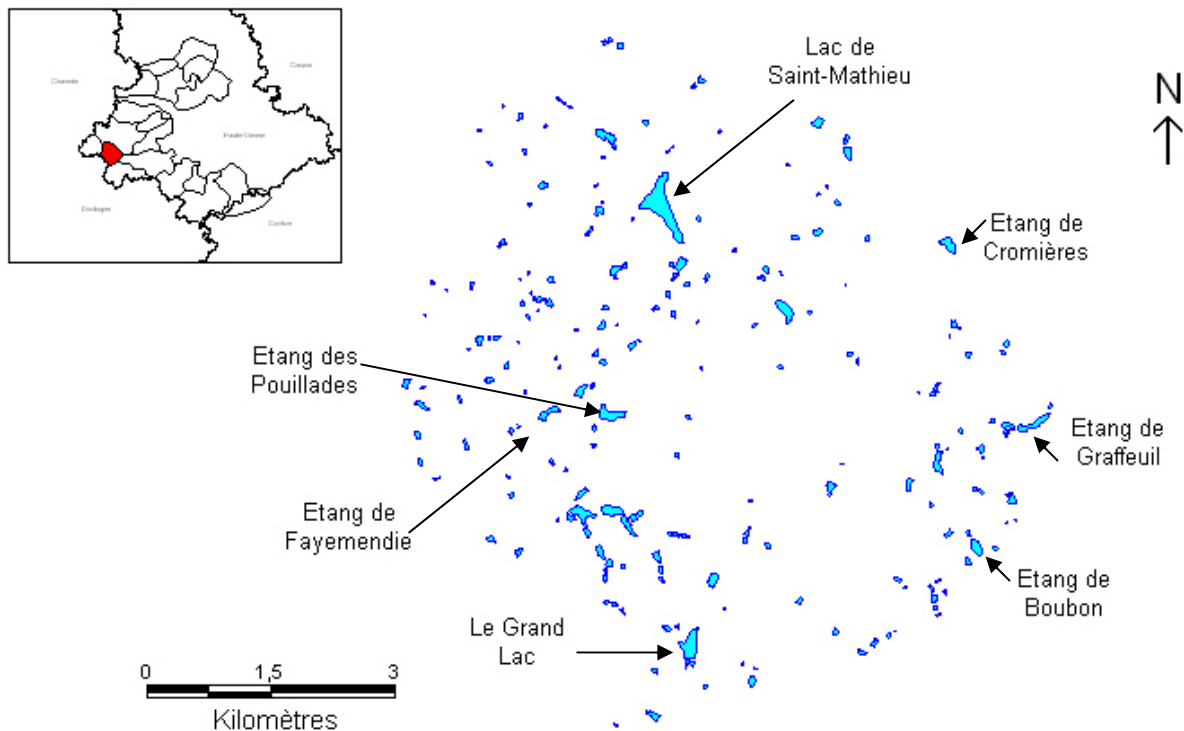 Charente
Creuse
Haute-Vienne
Dordogne
Corrèze
Lac de
Saint-Mathieu
N
Etang de
Cromières
Etang des
Pouillades
Etang de
Graffeuil
Etang de
Fayemendie
Etang de
Boubon
Le Grand
Lac
0 1,5 3
Kilomètres